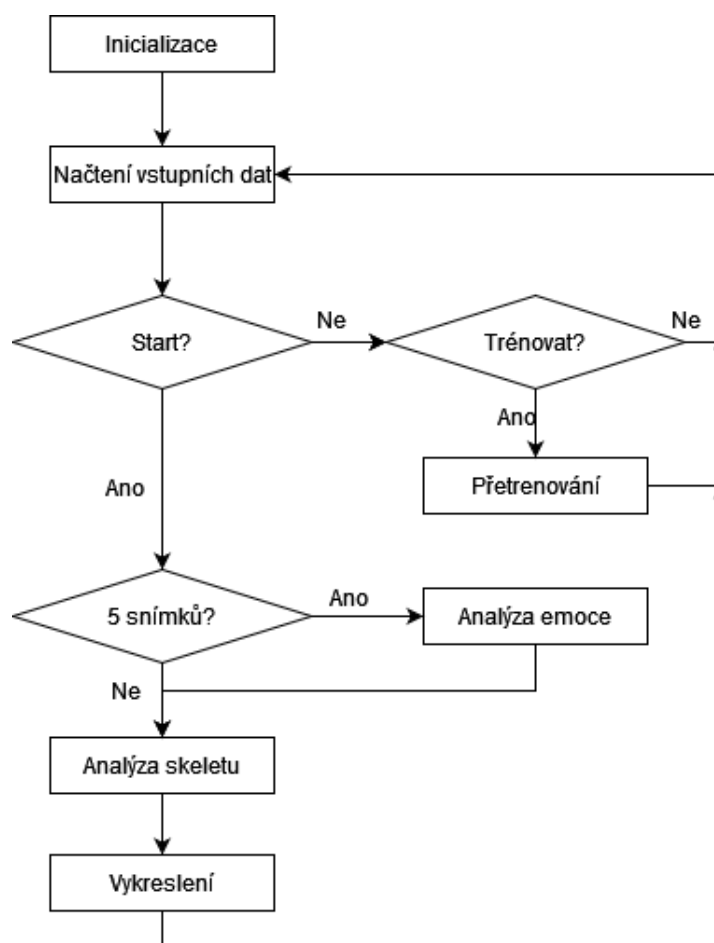 Inicializace
Načtení vstupních dat
Start?
Ne
Trénovat?
Ne
Ano
Přetrenování
Ano
5 snímků?
Ano
Analýza emoce
Ne
Analýza skeletu
Vykreslení